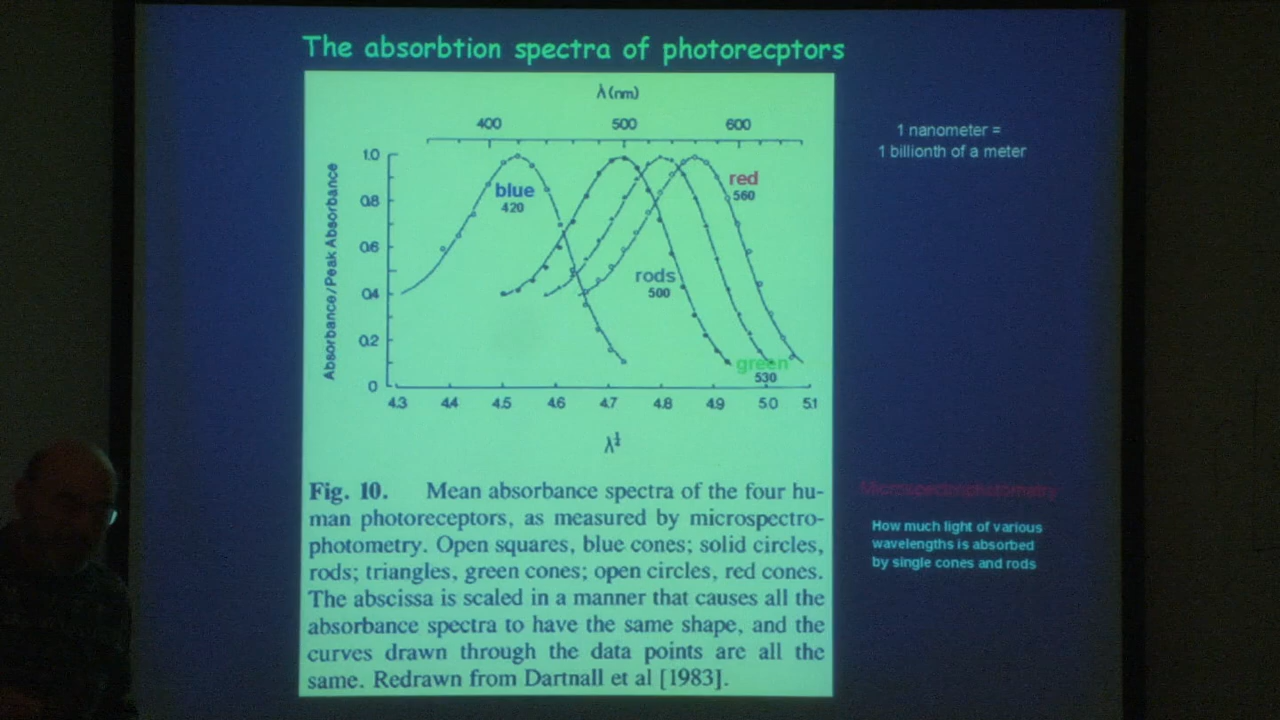 The absorbtion spectra of photorecptors
λ(nm)
400 500 600
1 nanometer =
1 billionth of a meter
Absorbance/Peak Absorbance
1.0
0.8
0.6
0.4
0.2
0
blue
420
red
560
rods
500
green
530
4.3 4.4 4.5 4.6 4.7 4.8 4.9 5.0 5.1
λ¼
Fig. 10. Mean absorbance spectra of the four hu-
man photoreceptors, as measured by microspectro-
photometry. Open squares, blue cones; solid circles,
rods; triangles, green cones; open circles, red cones.
The abscissa is scaled in a manner that causes all the
absorbance spectra to have the same shape, and the
curves drawn through the data points are all the
same. Redrawn from Dartnall et al [1983].
Microspectrophotometry
How much light of various
wavelengths is absorbed
by single cones and rods